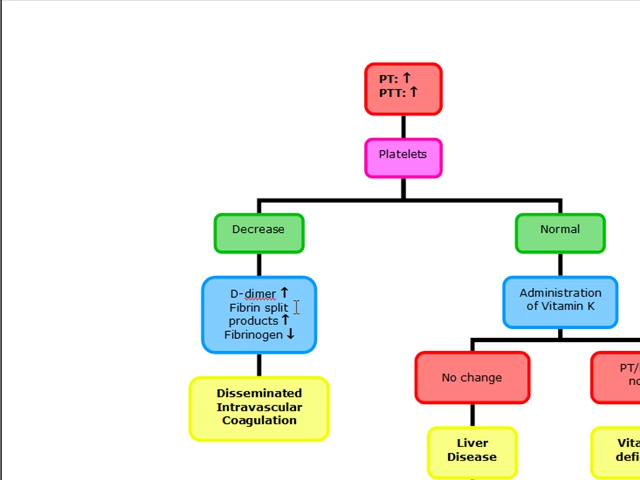 PT: ↑
PTT: ↑
Platelets
Decrease
Normal
D-dimer ↑
Fibrin split
products ↑
Fibrinogen ↓
Administration
of Vitamin K
Disseminated
Intravascular
Coagulation
No change
PT/
Liver
Disease